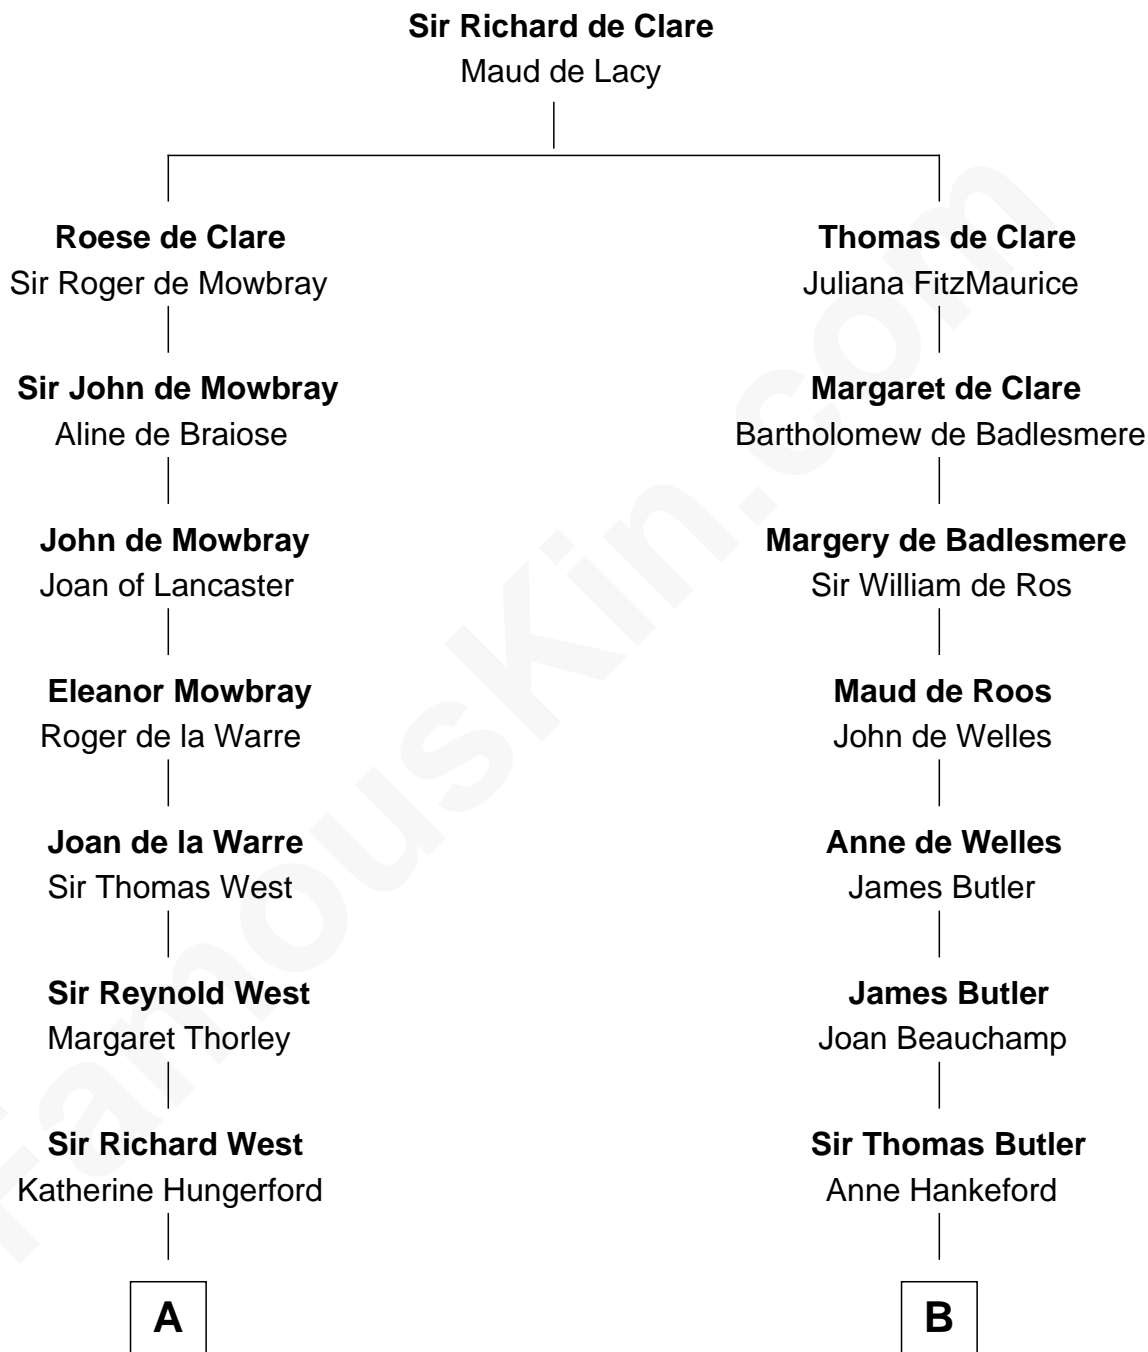 Sir Richard de Clare
Maud de Lacy
Roese de Clare
Sir Roger de Mowbray
Thomas de Clare
Juliana FitzMaurice
Sir John de Mowbray
Aline de Braiose
Margaret de Clare
Bartholomew de Badlesmere
John de Mowbray
Joan of Lancaster
Margery de Badlesmere
Sir William de Ros
Eleanor Mowbray
Roger de la Warre
Maud de Roos
John de Welles
Joan de la Warre
Sir Thomas West
Anne de Welles
James Butler
Sir Reynold West
Margaret Thorley
James Butler
Joan Beauchamp
Sir Richard West
Katherine Hungerford
Sir Thomas Butler
Anne Hankeford
A
B
FamousKin.com